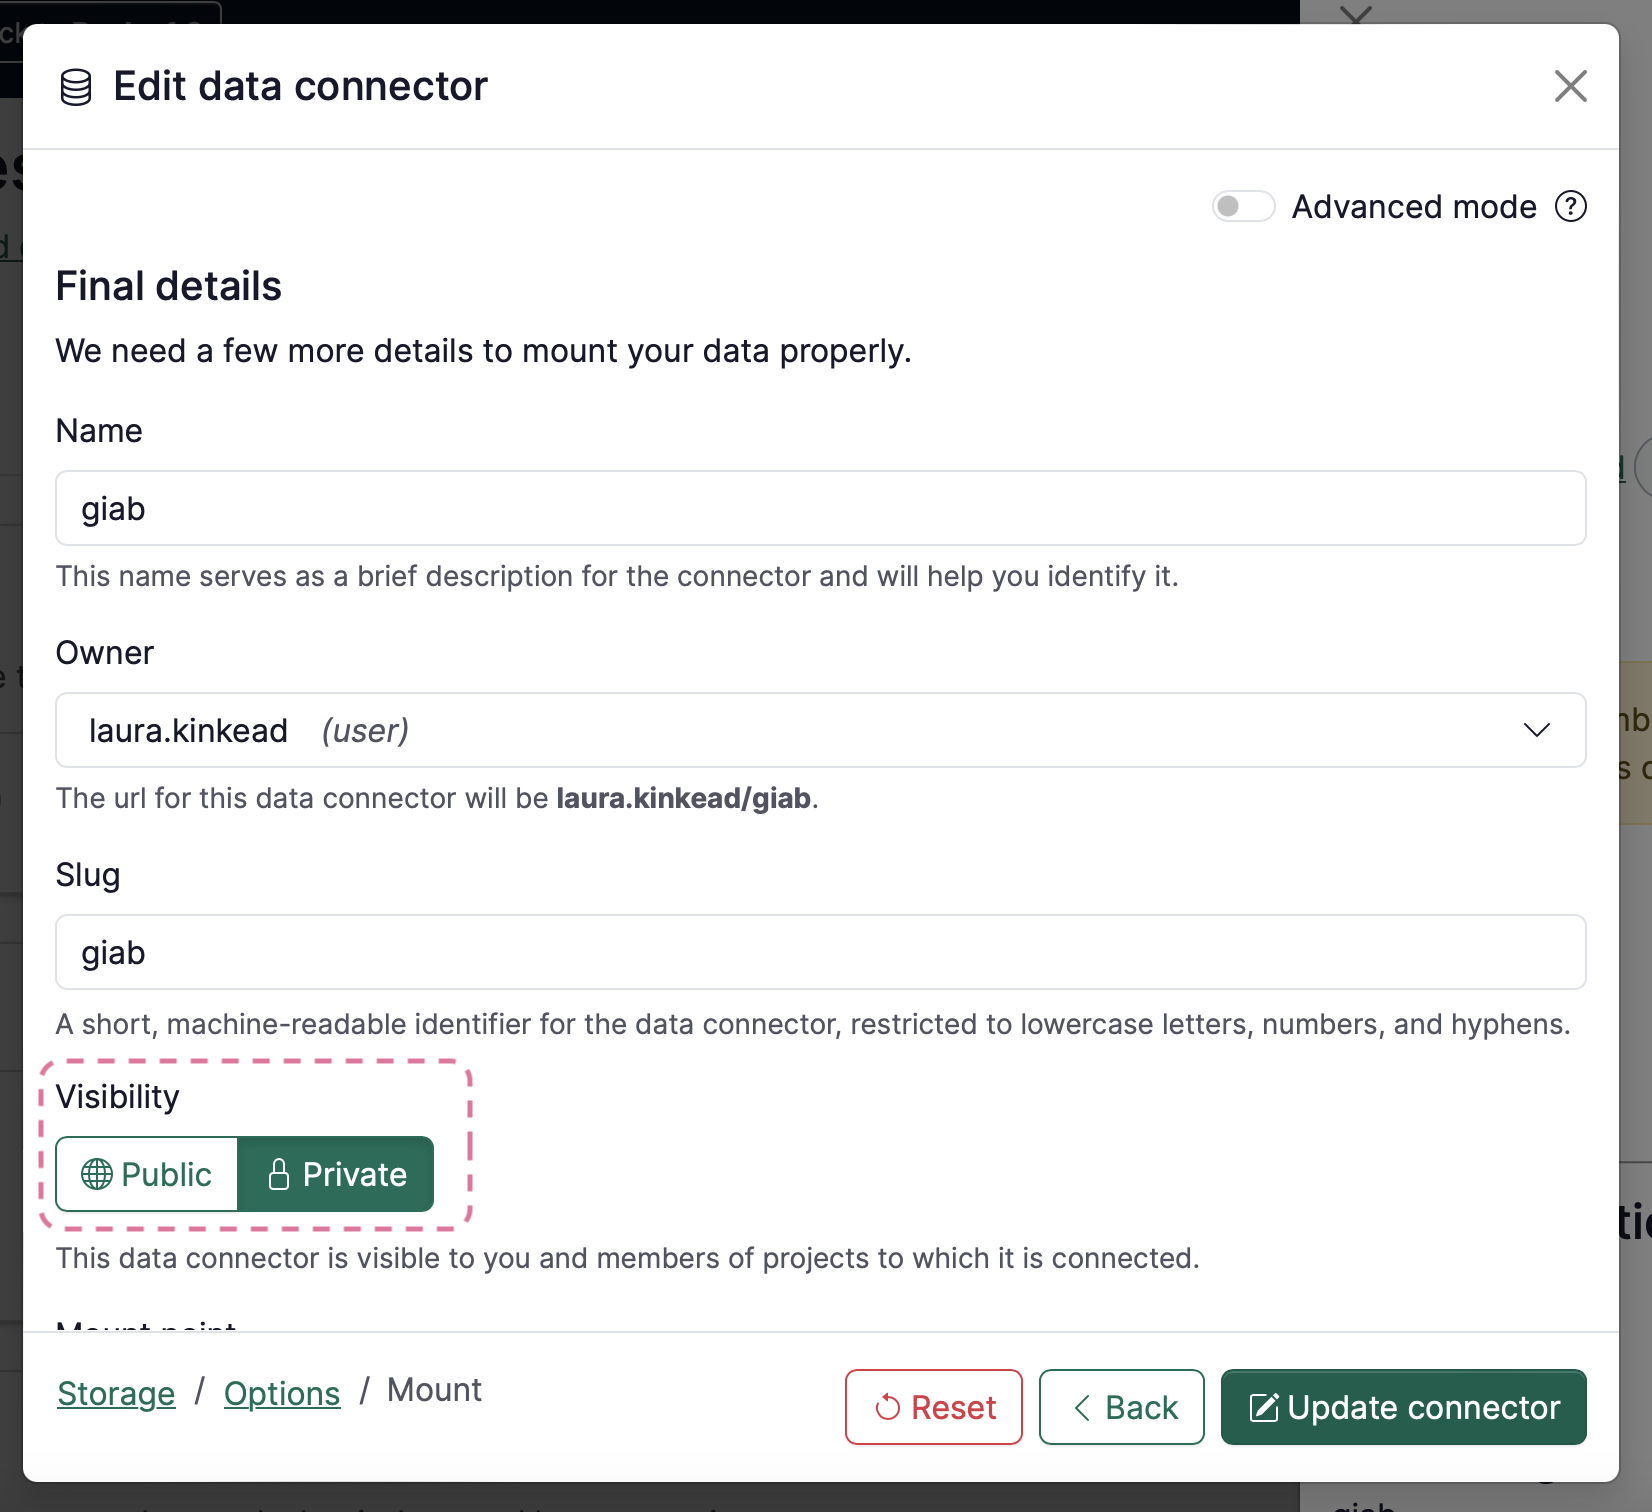 Edit data connector
Advanced mode
Final details
We need a few more details to mount your data properly.
Name
giab
This name serves as a brief description for the connector and will help you identify it.
Owner
laura.kinkead (user)
The url for this data connector will be laura.kinkead/giab.
Slug
giab
A short, machine-readable identifier for the data connector, restricted to lowercase letters, numbers, and hyphens.
Visibility
Public Private
This data connector is visible to you and members of projects to which it is connected.
Mount point
Storage / Options / Mount
Reset Back Update connector